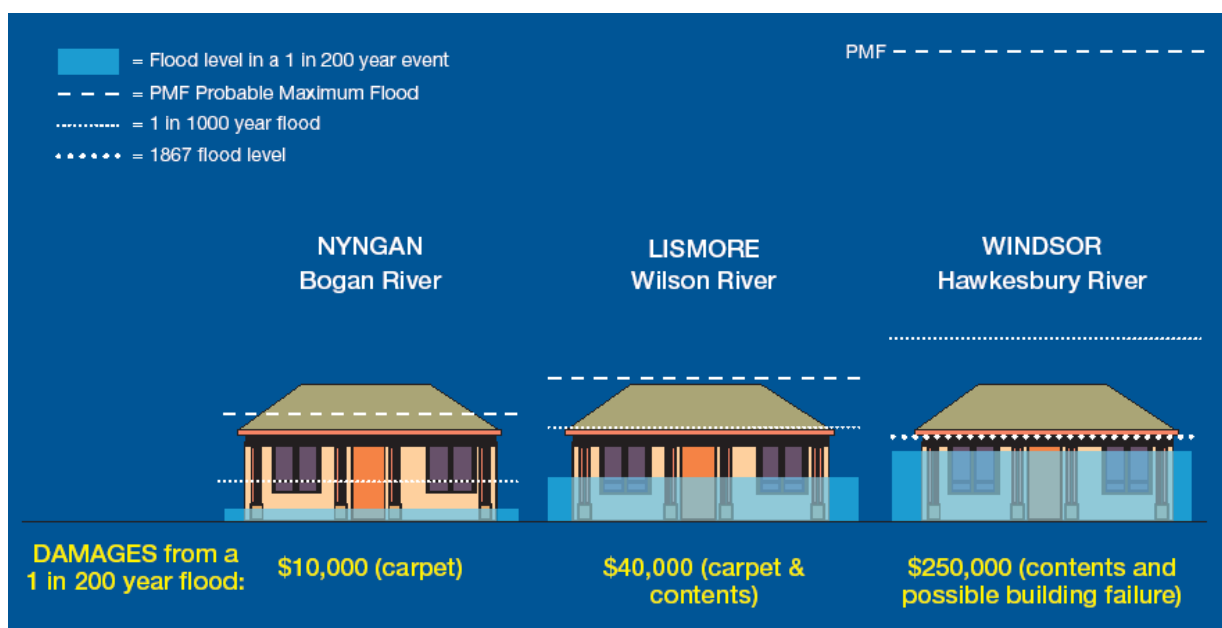 = Flood level in a 1 in 200 year event
= PMF Probable Maximum Flood
= 1 in 1000 year flood
= 1867 flood level
PMF
NYNGAN
Bogan River
LISMORE
Wilson River
WINDSOR
Hawkesbury River
DAMAGES from a
1 in 200 year flood:
$10,000 (carpet)
$40,000 (carpet &
contents)
$250,000 (contents and
possible building failure)